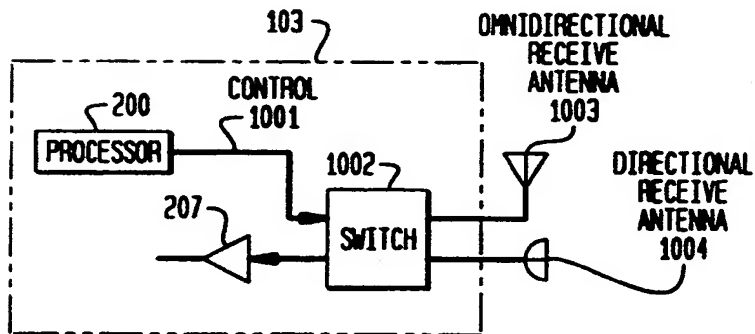 103
OMNIDIRECTIONAL
RECEIVE
ANTENNA
1003
200
CONTROL
1001
PROCESSOR
1002
DIRECTIONAL
RECEIVE
ANTENNA
1004
207
SWITCH